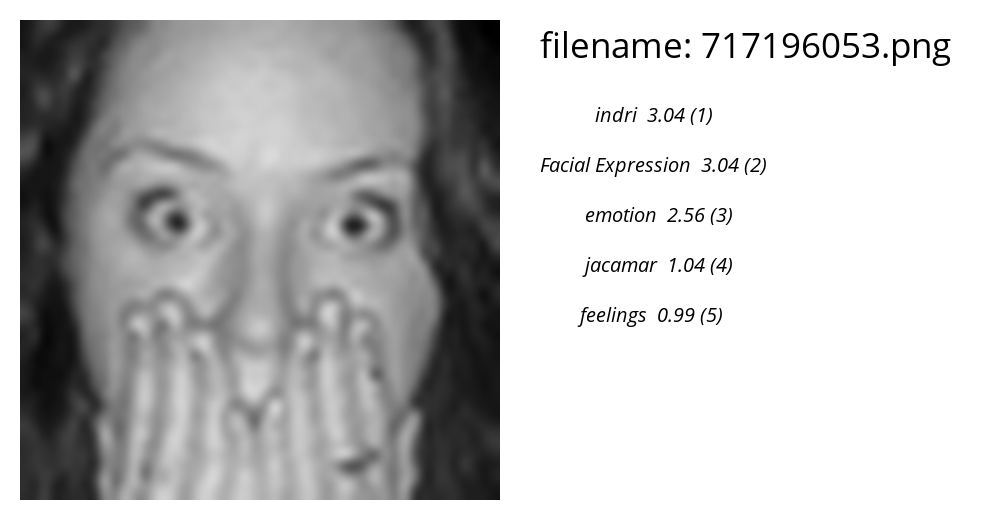 filename: 717196053.png
indri 3.04 (1)
Facial Expression 3.04 (2)
emotion 2.56 (3)
jacamar 1.04 (4)
feelings 0.99 (5)